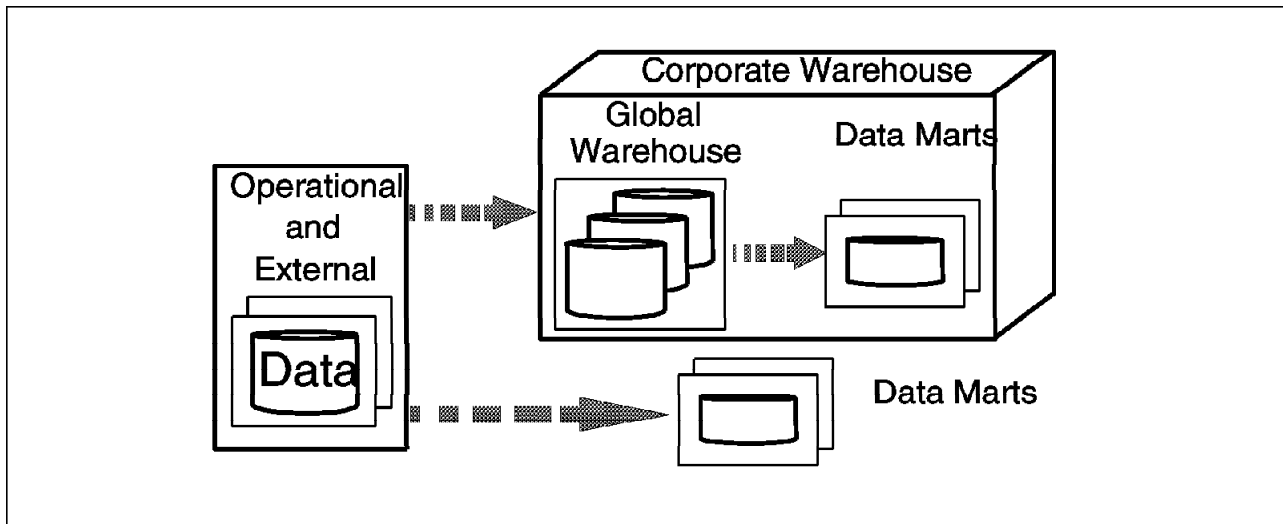 Corporate Warehouse
Global
Warehouse
Data Marts
Operational
and
External
Data
Data Marts